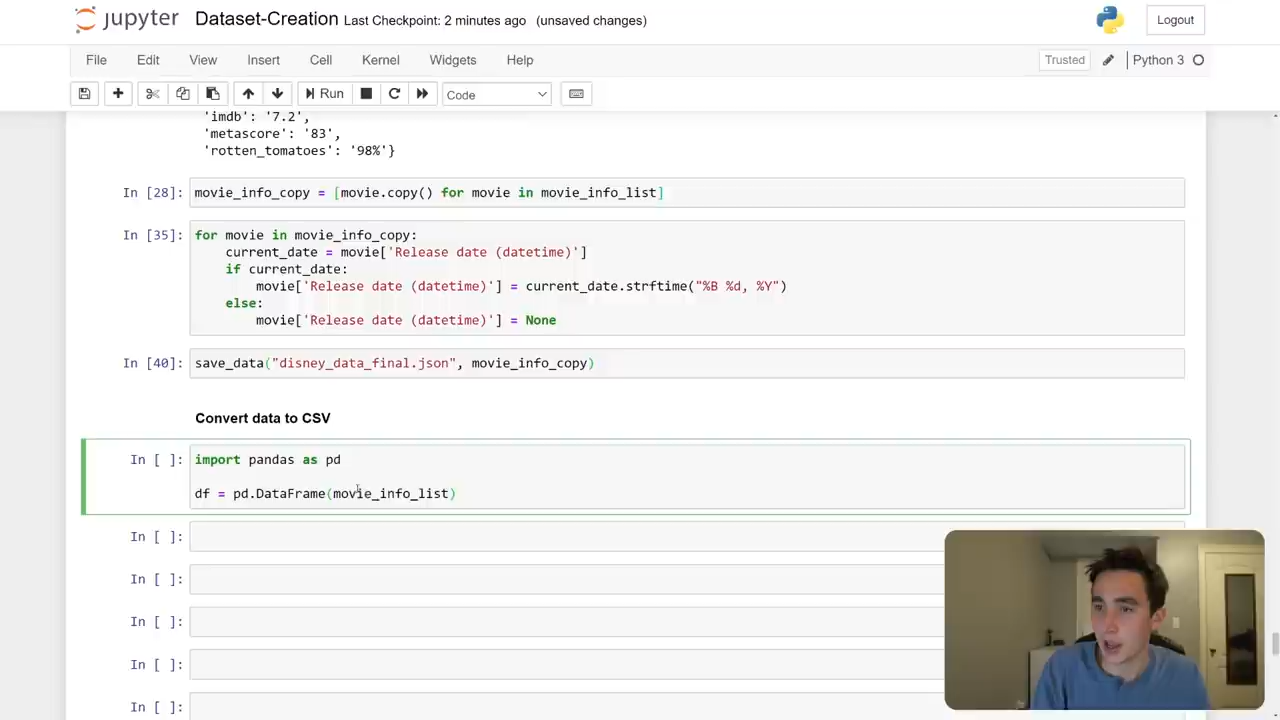 jupyter Dataset-Creation Last Checkpoint: 2 minutes ago (unsaved changes) Logout
File Edit View Insert Cell Kernel Widgets Help Trusted Python 3
Run Code
'imdb': '7.2',
'metascore': '83',
'rotten_tomatoes': '98%'}
In [28]: movie_info_copy = [movie.copy() for movie in movie_info_list]
In [35]: for movie in movie_info_copy:
current_date = movie['Release date (datetime)']
if current_date:
movie['Release date (datetime)'] = current_date.strftime("%B %d, %Y")
else:
movie['Release date (datetime)'] = None
In [40]: save_data("disney_data_final.json", movie_info_copy)
Convert data to CSV
In [ ]: import pandas as pd
df = pd.DataFrame(movie_info_list)
In [ ]:
In [ ]:
In [ ]:
In [ ]:
In [ ]: